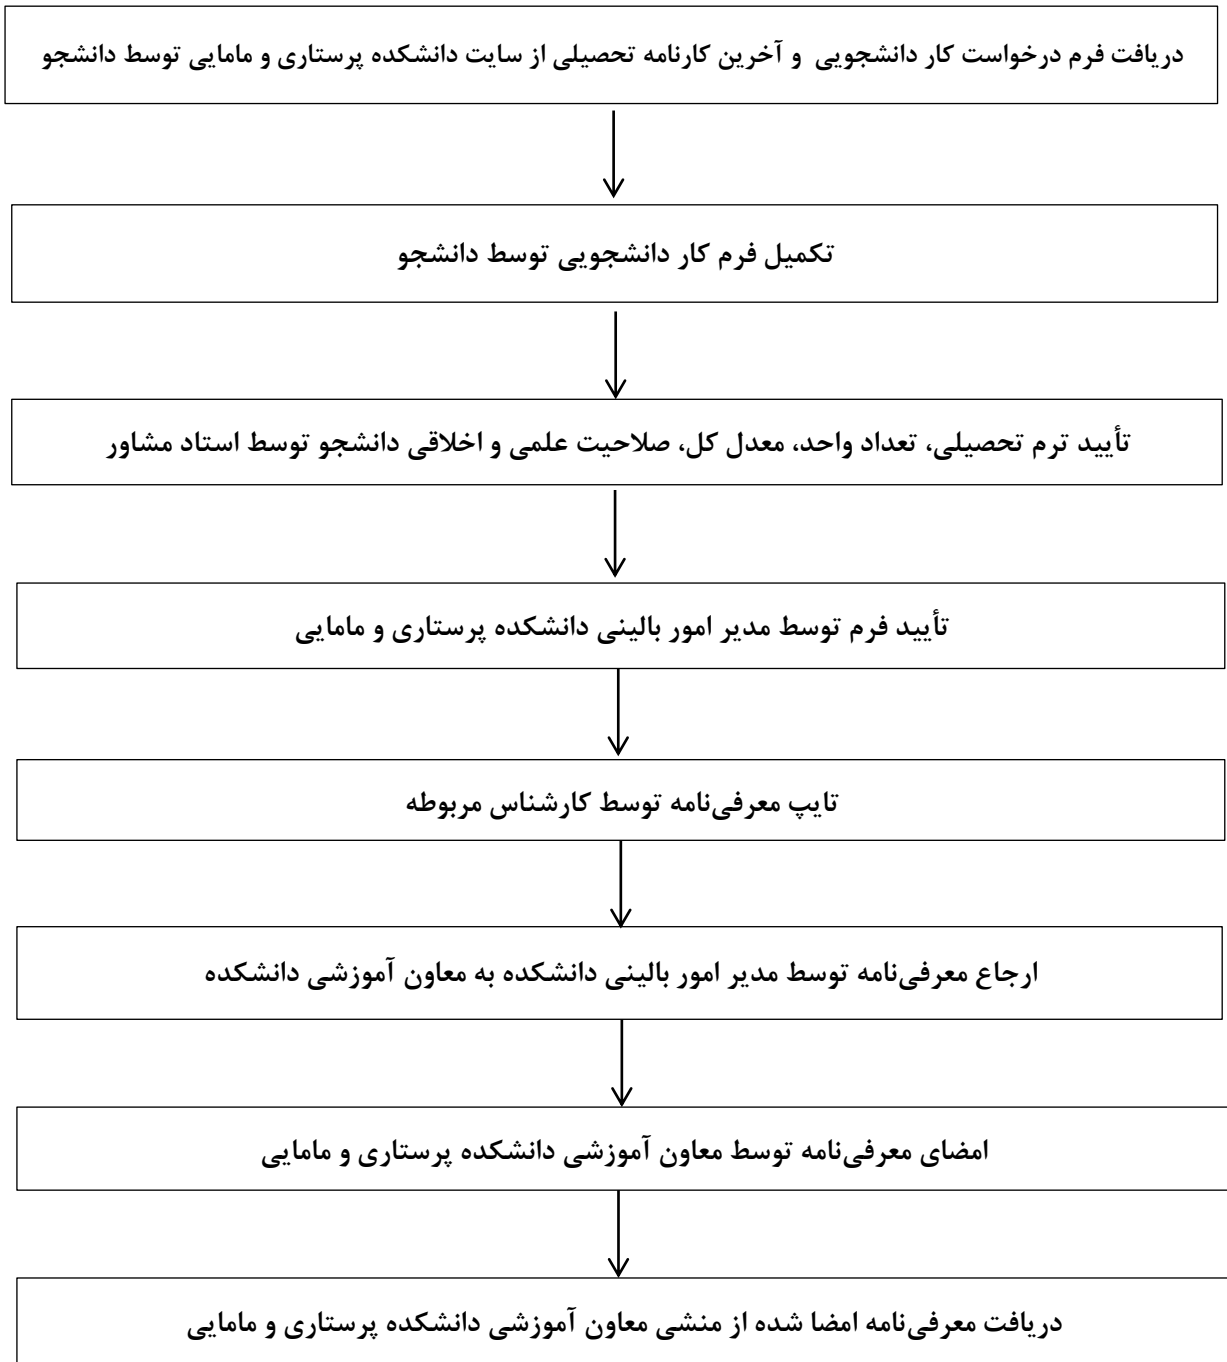 دریافت فرم درخواست کار دانشجویی و آخرین کارنامه تحصیلی از سایت دانشکده پرستاری و مامایی توسط دانشجو
تکمیل فرم کار دانشجویی توسط دانشجو
تأیید ترم تحصیلی، تعداد واحد، معدل کل، صلاحیت علمی و اخلاقی دانشجو توسط استاد مشاور
تأیید فرم توسط مدیر امور بالینی دانشکده پرستاری و مامایی
تایپ معرفی‌نامه توسط کارشناس مربوطه
ارجاع معرفی‌نامه توسط مدیر امور بالینی دانشکده به معاون آموزشی دانشکده
امضای معرفی‌نامه توسط معاون آموزشی دانشکده پرستاری و مامایی
دریافت معرفی‌نامه امضا شده از منشی معاون آموزشی دانشکده پرستاری و مامایی